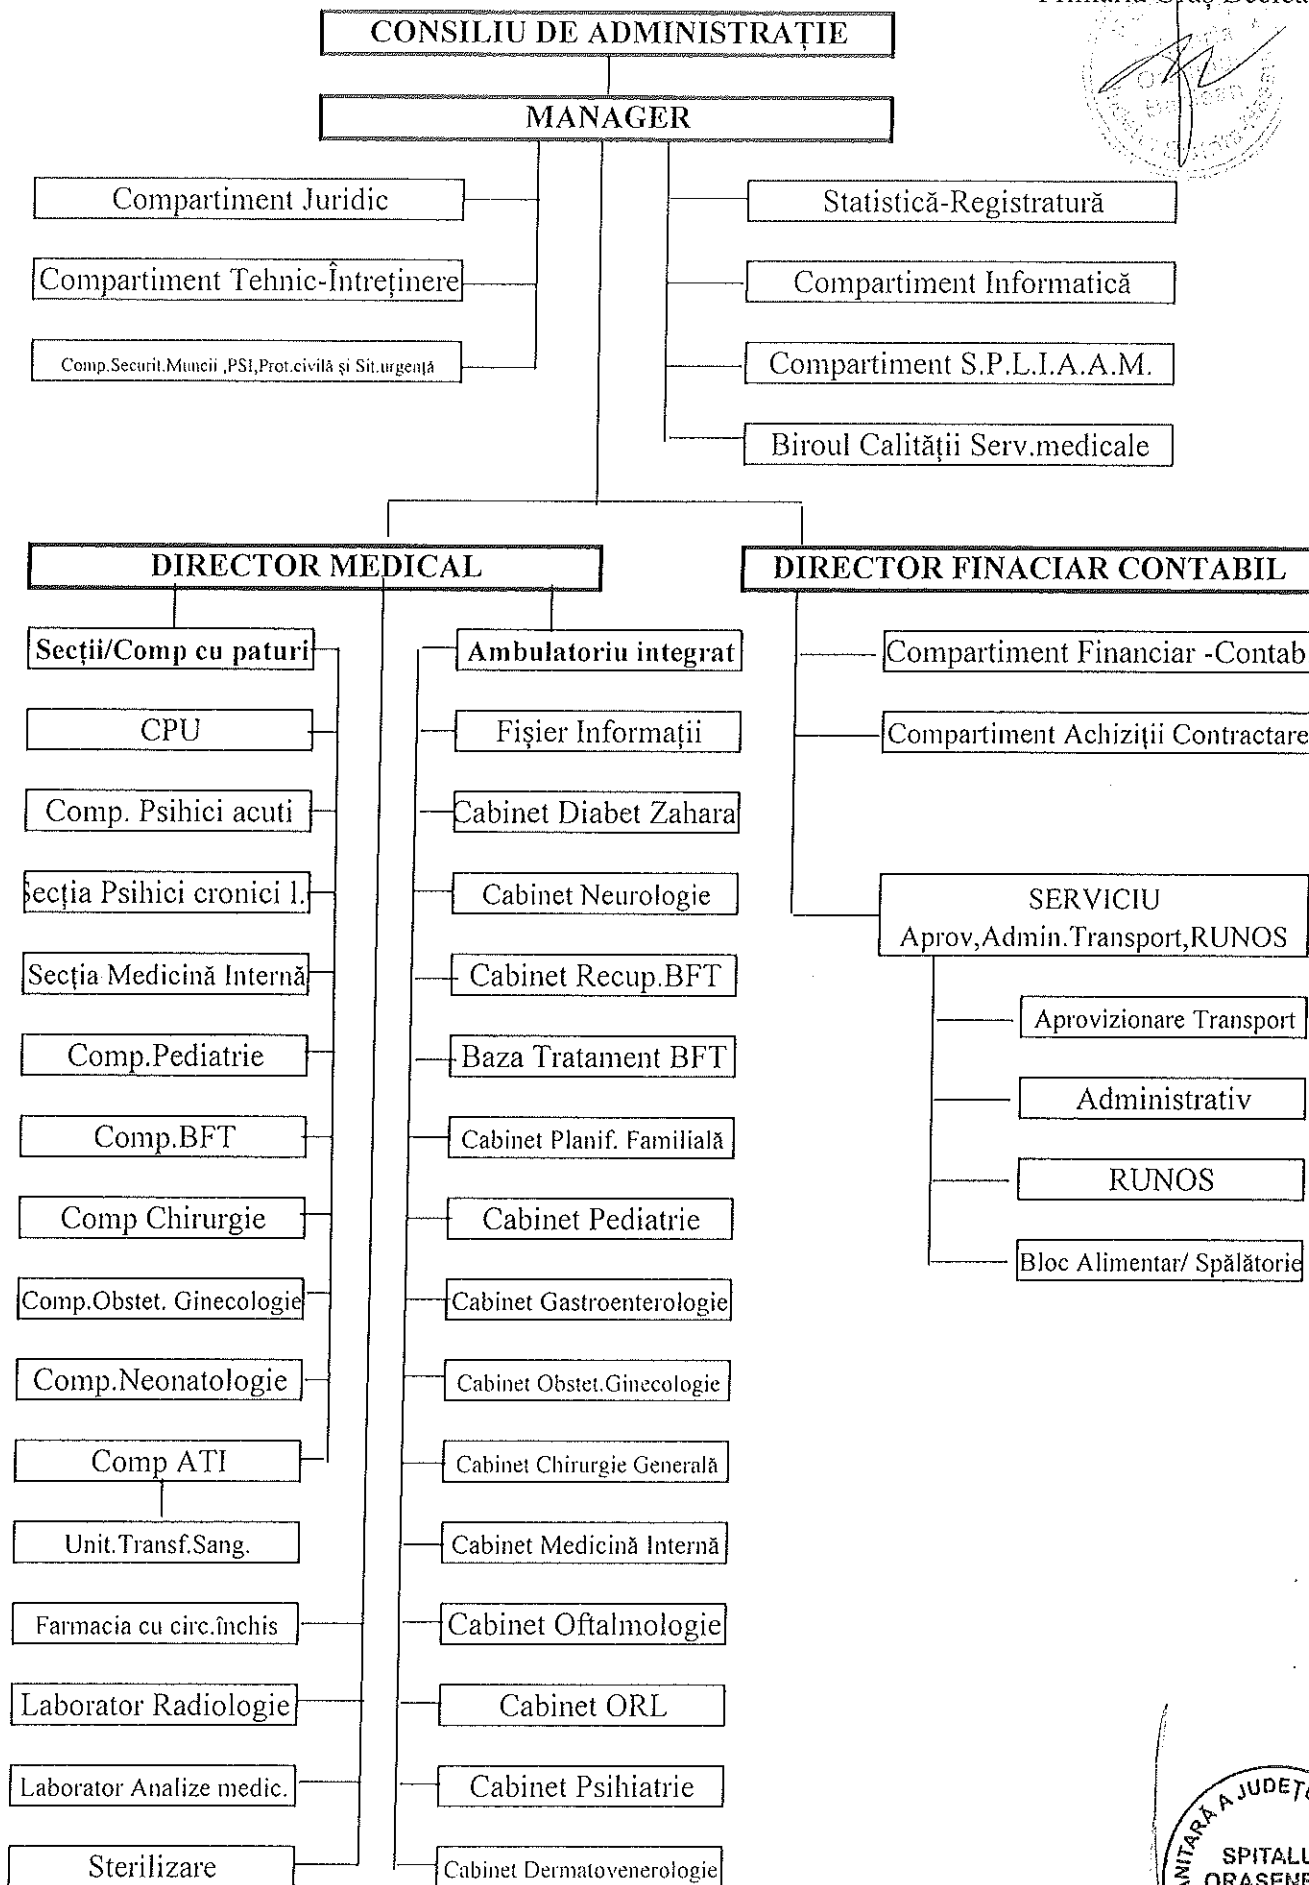 CONSILIU DE ADMINISTRAȚIE
MANAGER
Compartiment Juridic
Statistică-Registratură
Compartiment Tehnic-Întreținere
Compartiment Informatică
Comp.Securit.Muncii ,PSI,Prot.civilă și Sit.urgență
Compartiment S.P.L.I.A.A.M.
Biroul Calității Serv.medicale
DIRECTOR MEDICAL
DIRECTOR FINACIAR CONTABIL
Secții/Comp cu paturi
CPU
Comp. Psihici acuti
Secția Psihici cronici l.
Secția Medicină Internă
Comp.Pediatrie
Comp.BFT
Comp Chirurgie
Comp.Obstet. Ginecologie
Comp.Neonatologie
Comp ATI
Unit.Transf.Sang.
Farmacia cu circ.închis
Laborator Radiologie
Laborator Analize medic.
Sterilizare
Ambulatoriu integrat
Fișier Informații
Cabinet Diabet Zahara
Cabinet Neurologie
Cabinet Recup.BFT
Baza Tratament BFT
Cabinet Planif. Familială
Cabinet Pediatrie
Cabinet Gastroenterologie
Cabinet Obstet.Ginecologie
Cabinet Chirurgie Generală
Cabinet Medicină Internă
Cabinet Oftalmologie
Cabinet ORL
Cabinet Psihiatrie
Cabinet Dermatovenerologie
Compartiment Financiar -Contab
Compartiment Achiziții Contractare
SERVICIU
Aprov,Admin.Transport,RUNOS
Aprovizionare Transport
Administrativ
RUNOS
Bloc Alimentar/ Spălătorie
SPITALU